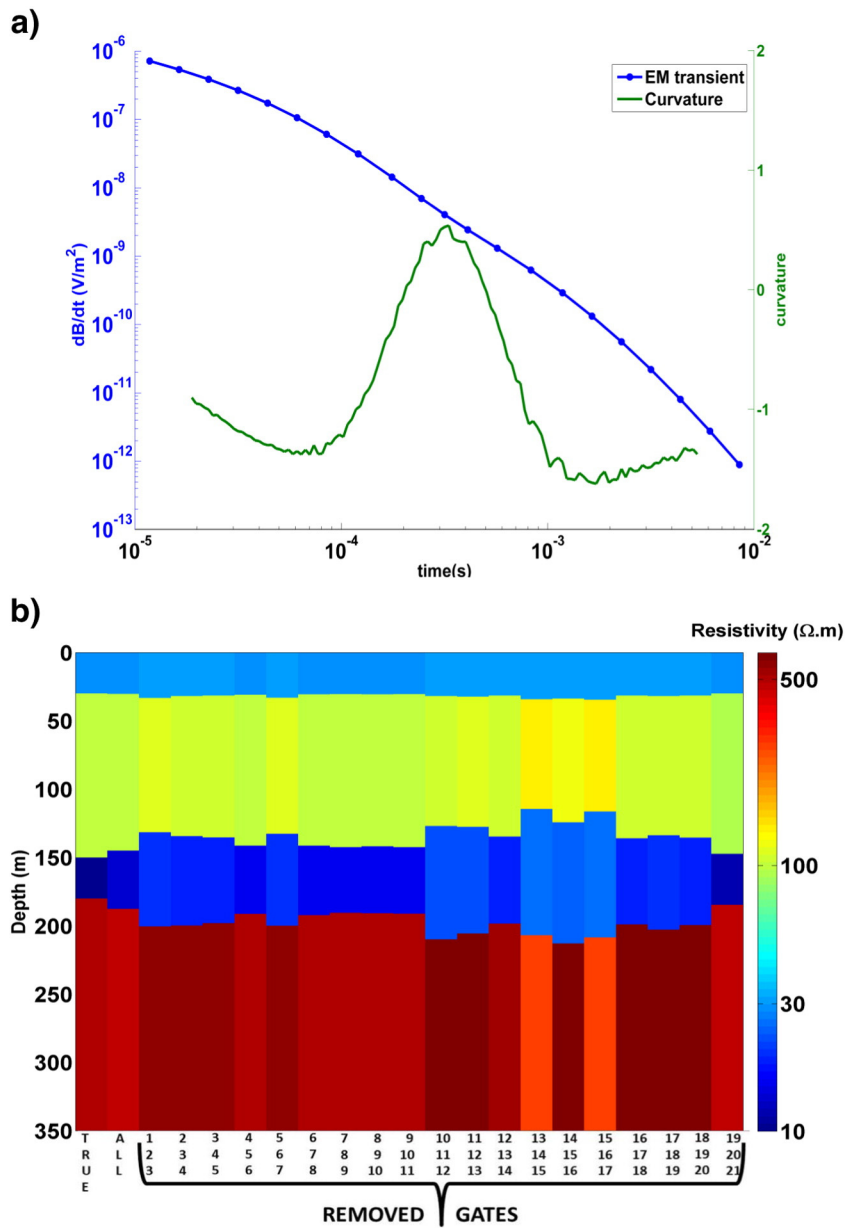 a)
10^-6
10^-7
10^-8
10^-9
10^-10
10^-11
10^-12
10^-13
dB/dt (V/m²)
2
1
0
-1
-2
curvature
EM transient
Curvature
10^-5
10^-4
10^-3
10^-2
time(s)
b)
Resistivity (Ω.m)
0
50
100
150
200
250
300
350
Depth (m)
500
100
30
10
T A 1 2 3 4 5 6 7 8 9 10 11 12 13 14 15 16 17 18 19
R L 2 3 4 5 6 7 8 9 10 11 12 13 14 15 16 17 18 19 20
U L 3 4 5 6 7 8 9 10 11 12 13 14 15 16 17 18 19 20 21
E
REMOVED GATES